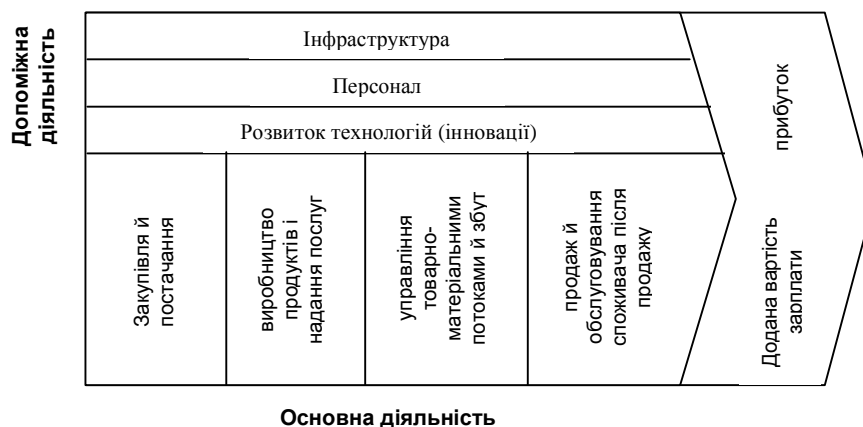 Допоміжна
діяльність
Інфраструктура
Персонал
Розвиток технологій (інновації)
Закупівля й
постачання
виробництво
продуктів і
надання послуг
управління
товарно-
матеріальними
потоками й збут
продаж й
обслуговування
споживача після
продажу
прибуток
Додана вартість
зарплати
Основна діяльність